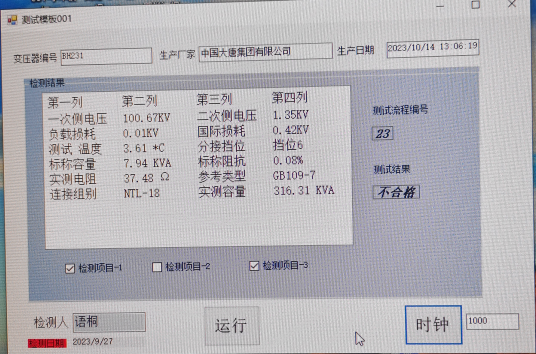 测试模板001
变压器编号 BH231 生产厂家 中国大唐集团有限公司 生产日期 2023/10/14 13:06:19
检测结果
第一列 第二列 第三列 第四列
一次侧电压 100.67KV 二次侧电压 1.35KV
负载损耗 0.01KV 国际损耗 0.42KV
测试 温度 3.61 *C 分接挡位 挡位6
标称容量 7.94 KVA 标称阻抗 0.08%
实测电阻 37.48 Ω 参考类型 GB109-7
连接组别 NTL-18 实测容量 316.31 KVA
测试流程编号
23
测试结果
不合格
检测项目-1 检测项目-2 检测项目-3
检测人 语桐 运行 时钟 1000
检测日期 2023/9/27